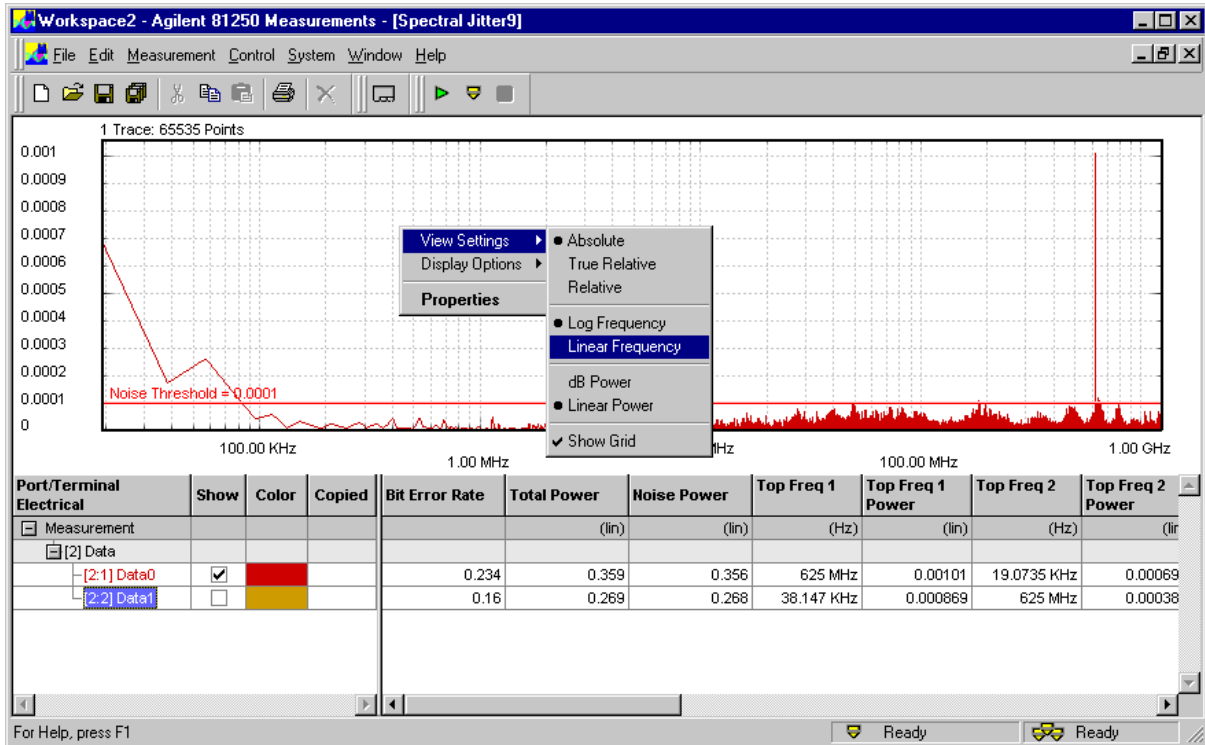 Workspace2 - Agilent 81250 Measurements - [Spectral Jitter9]
File Edit Measurement Control System Window Help
1 Trace: 65535 Points
0.001
0.0009
0.0008
0.0007
0.0006
0.0005
0.0004
0.0003
0.0002
0.0001
0
Noise Threshold = 0.0001
View Settings
Display Options
Properties
Absolute
True Relative
Relative
Log Frequency
Linear Frequency
dB Power
Linear Power
Show Grid
100.00 KHz 1.00 MHz 100.00 MHz 1.00 GHz
Port/Terminal Electrical Show Color Copied Bit Error Rate Total Power Noise Power Top Freq 1 Top Freq 1 Power Top Freq 2 Top Freq 2 Power
Measurement (lin) (lin) (Hz) (lin) (Hz)
[2] Data
[2:1] Data0 0.234 0.359 0.356 625 MHz 0.00101 19.0735 KHz 0.00069
[2:2] Data1 0.16 0.269 0.268 38.147 KHz 0.000869 625 MHz 0.00038
For Help, press F1 Ready Ready